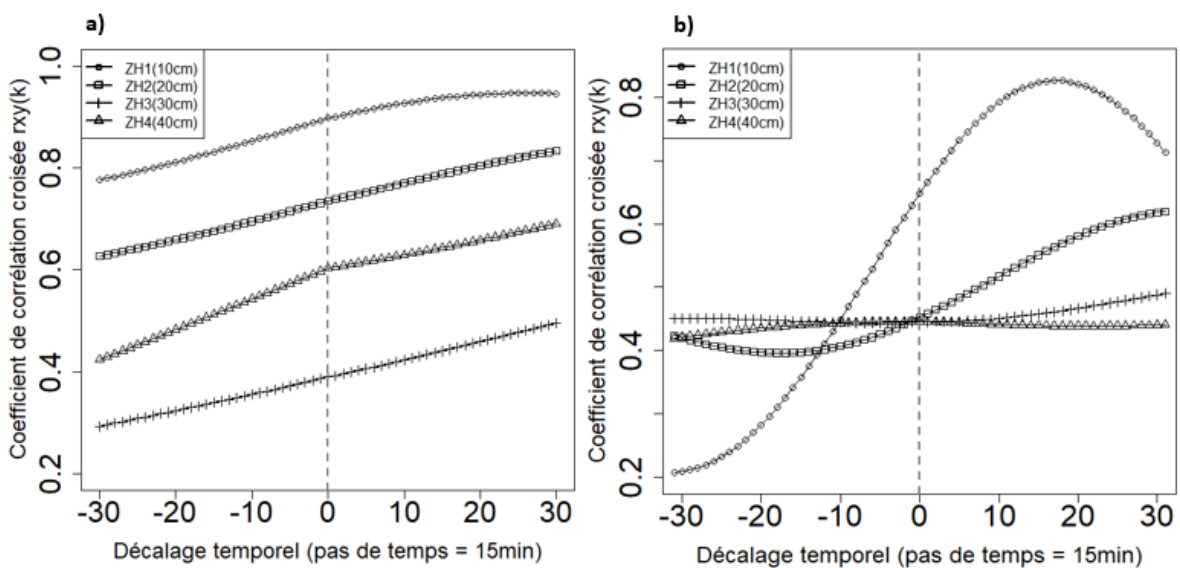 a)
ZH1(10cm)
ZH2(20cm)
ZH3(30cm)
ZH4(40cm)
Coefficient de corrélation croisée rxy(k)
1.0
0.8
0.6
0.4
0.2
-30 -20 -10 0 10 20 30
Décalage temporel (pas de temps = 15min)
b)
ZH1(10cm)
ZH2(20cm)
ZH3(30cm)
ZH4(40cm)
Coefficient de corrélation croisée rxy(k)
0.8
0.6
0.4
0.2
-30 -20 -10 0 10 20 30
Décalage temporel (pas de temps = 15min)